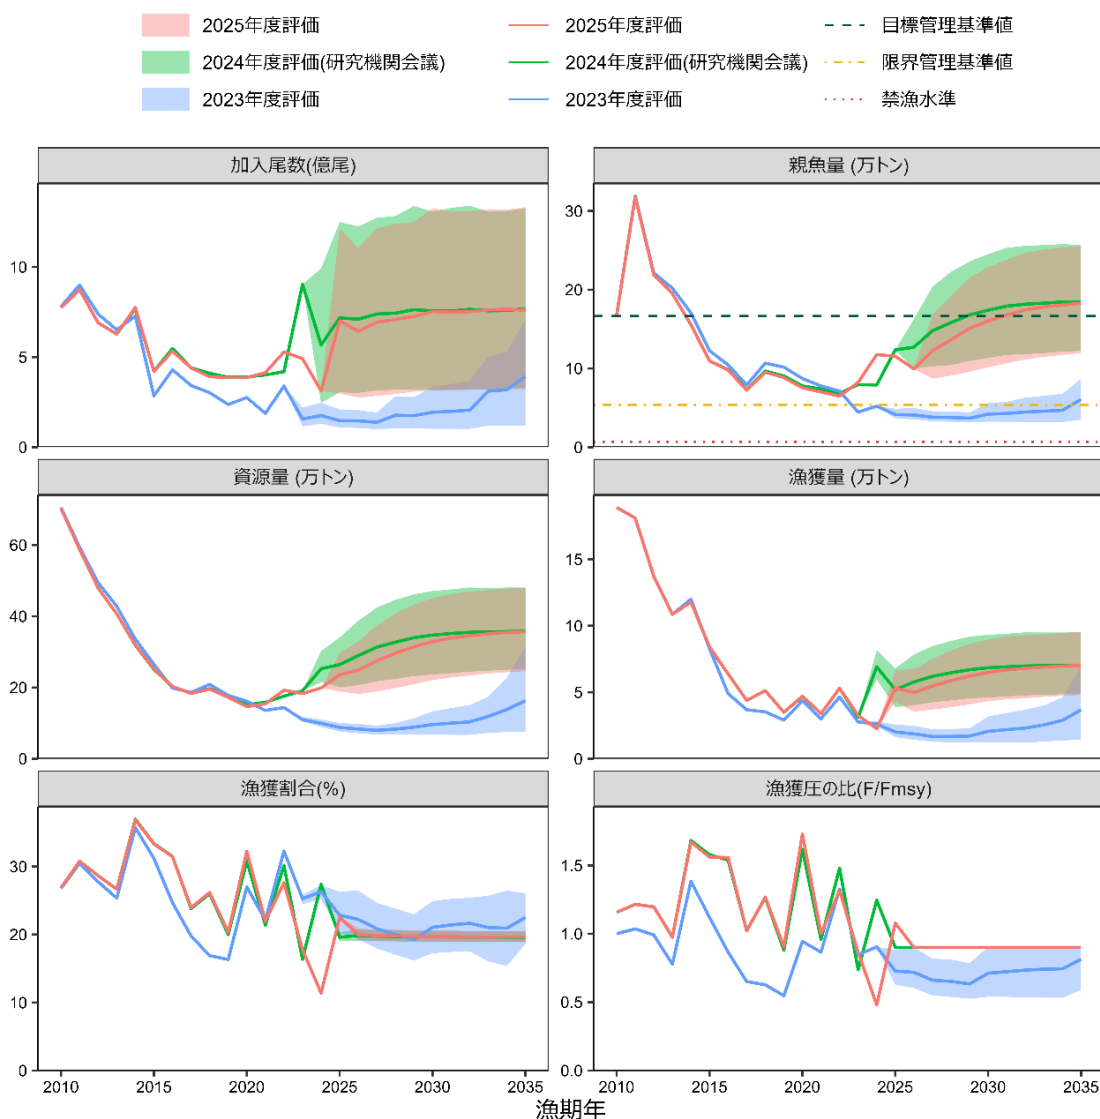 2025年度評価 2025年度評価 目標管理基準値
2024年度評価(研究機関会議) 2024年度評価(研究機関会議) 限界管理基準値
2023年度評価 2023年度評価 禁漁水準
加入尾数(億尾) 親魚量 (万トン)
10
5
0
30
20
10
0
資源量 (万トン) 漁獲量 (万トン)
60
40
20
0
15
10
5
0
漁獲割合(%) 漁獲圧の比(F/Fmsy)
30
20
10
0
1.5
1.0
0.5
0.0
2010 2015 2020 2025 2030 2035 2010 2015 2020 2025 2030 2035
漁期年